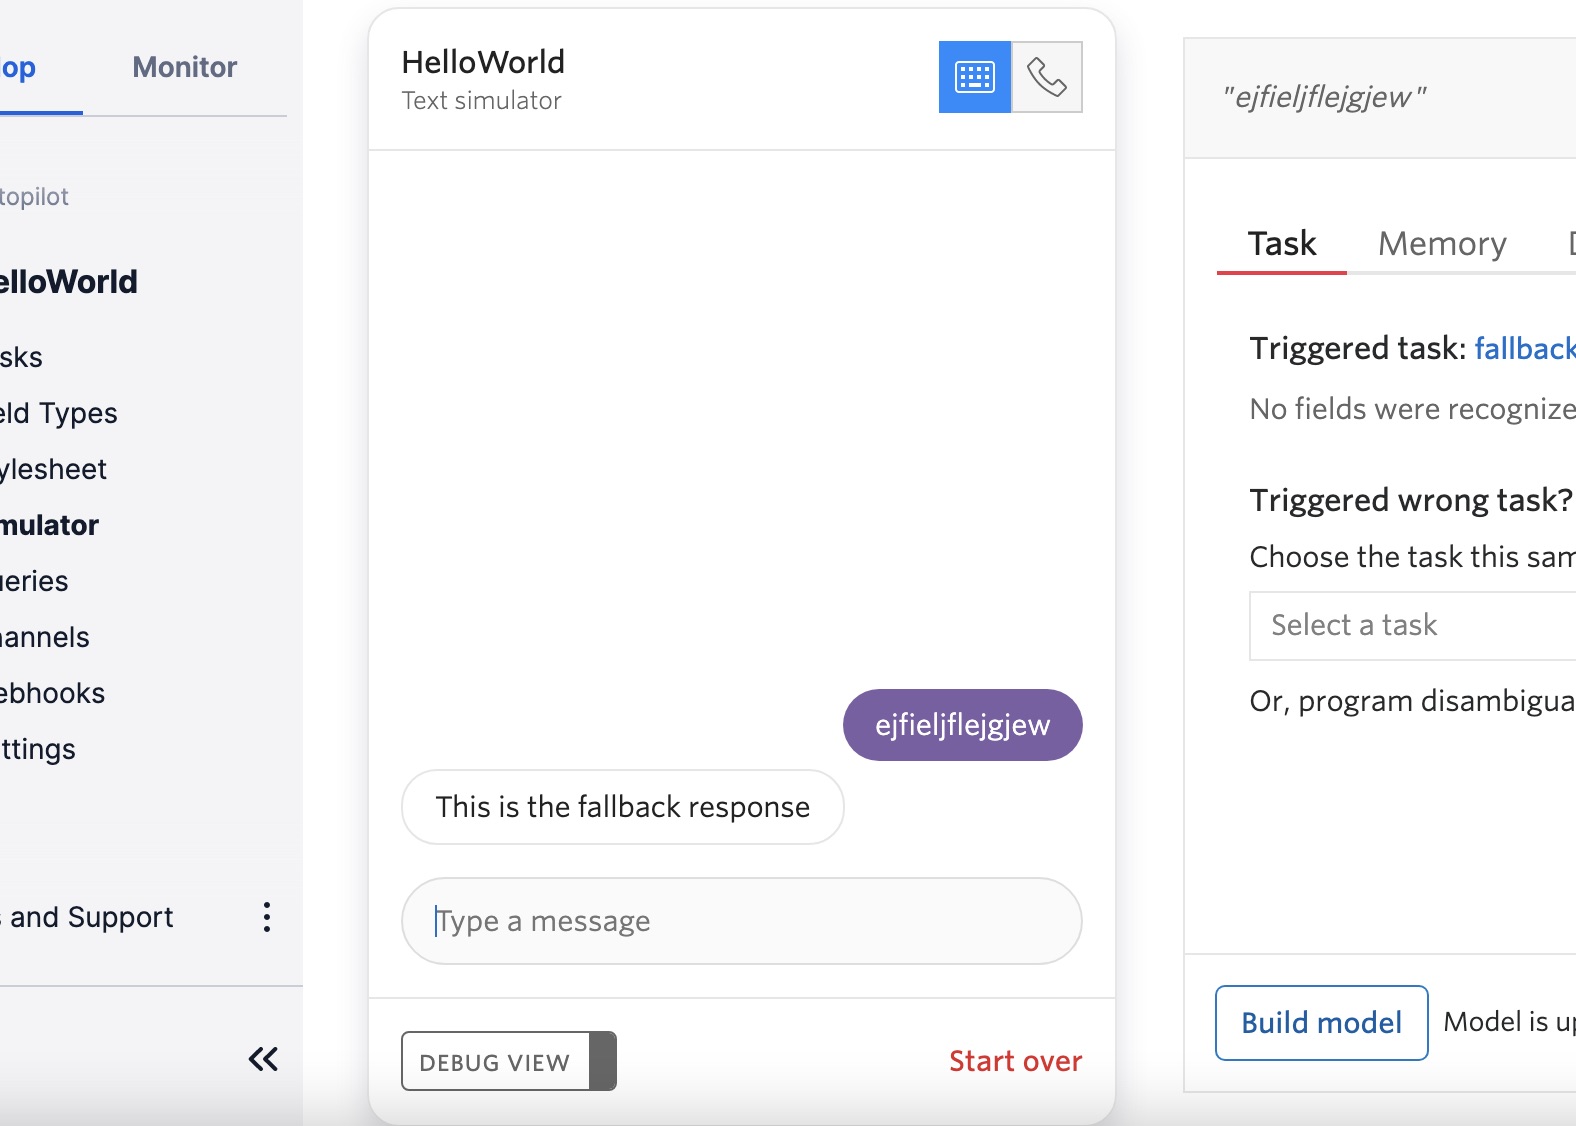 lop
Monitor
topilot
elloWorld
sks
eld Types
ylesheet
mulator
ueries
annels
ebhooks
ttings
s and Support
HelloWorld
Text simulator
ejfieljflejgjew
This is the fallback response
Type a message
DEBUG VIEW
Start over
"ejfieljflejgjew"
Task Memory
Triggered task: fallback
No fields were recognize
Triggered wrong task?
Choose the task this sam
Select a task
Or, program disambigua
Build model
Model is up